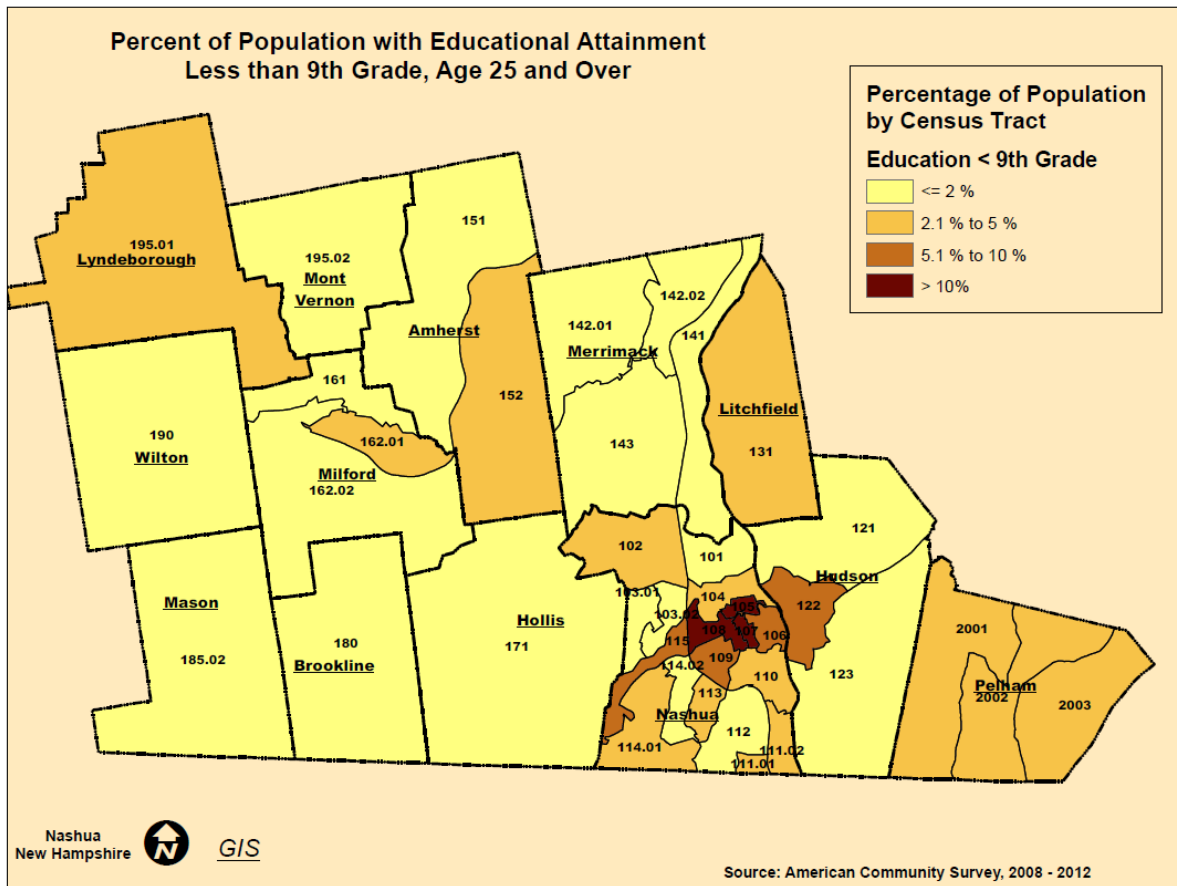 Percent of Population with Educational Attainment
Less than 9th Grade, Age 25 and Over
Percentage of Population
by Census Tract
Education < 9th Grade
<= 2 %
2.1 % to 5 %
5.1 % to 10 %
> 10%
195.01
Lyndeborough
195.02
Mont
Vernon
151
Amherst
152
142.02
142.01
141
Merrimack
143
Litchfield
131
161
162.01
190
Wilton
Milford
162.02
121
Hudson
122
123
102
101
103.01
103.02
104
105
106
107
108
115
109
114.02
110
113
Nashua
112
114.01
111.02
111.01
Mason
185.02
180
Brookline
Hollis
171
2001
Pelham
2002
2003
Nashua
New Hampshire
N
GIS
Source: American Community Survey, 2008 - 2012